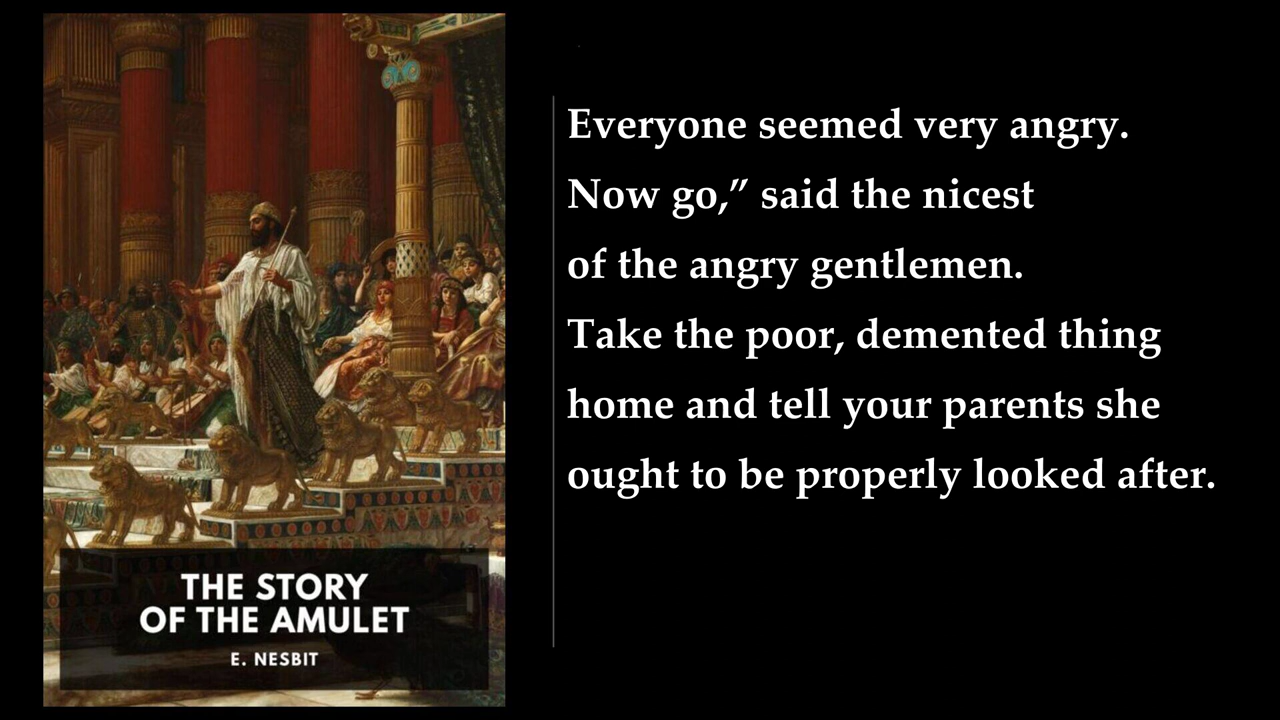 Everyone seemed very angry.
Now go,” said the nicest
of the angry gentlemen.
Take the poor, demented thing
home and tell your parents she
ought to be properly looked after.
THE STORY
OF THE AMULET
E. NESBIT